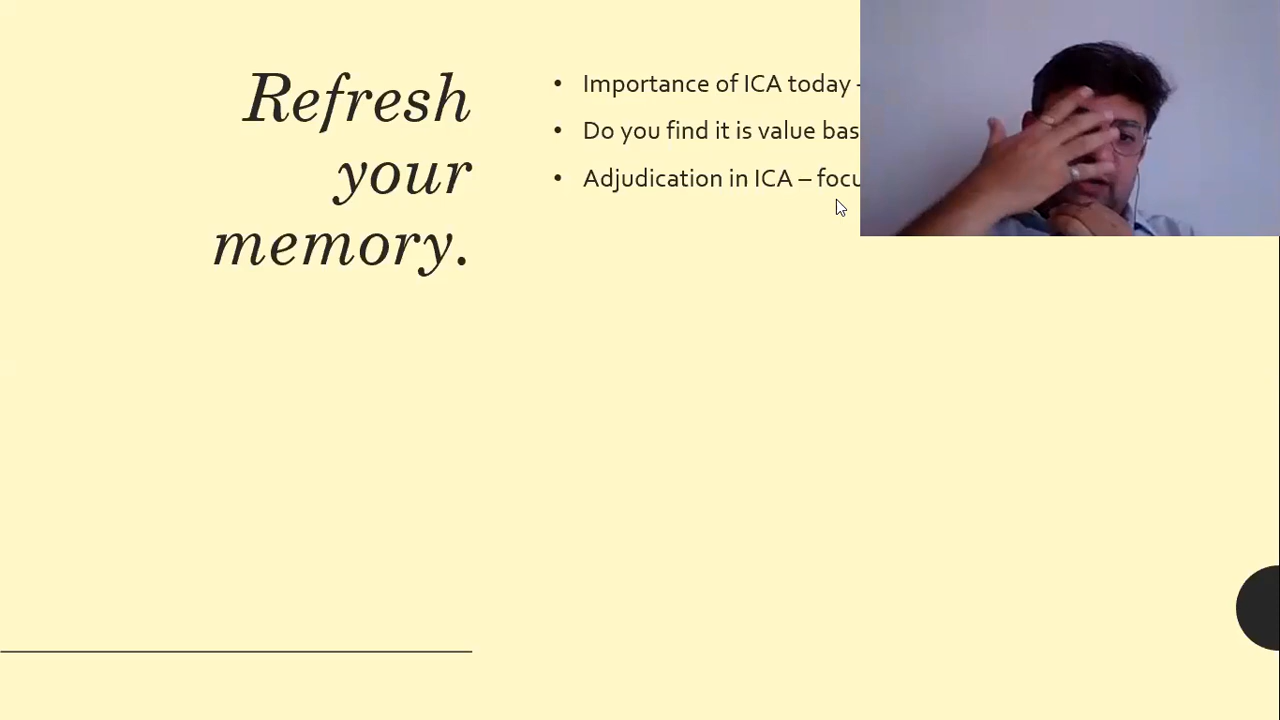 Refresh
your
memory.
• Importance of ICA today -
• Do you find it is value bas
• Adjudication in ICA – focu